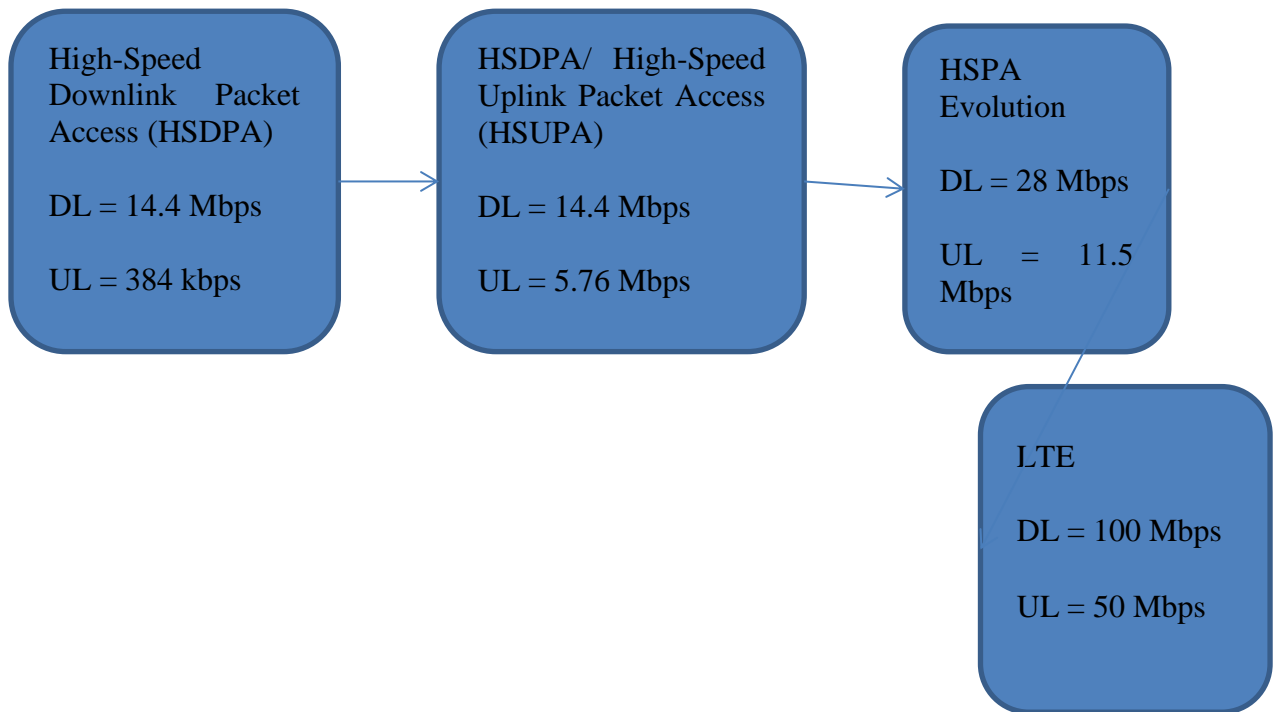 High-Speed
Downlink Packet
Access (HSDPA)
DL = 14.4 Mbps
UL = 384 kbps
HSDPA/ High-Speed
Uplink Packet Access
(HSUPA)
DL = 14.4 Mbps
UL = 5.76 Mbps
HSPA
Evolution
DL = 28 Mbps
UL = 11.5
Mbps
LTE
DL = 100 Mbps
UL = 50 Mbps